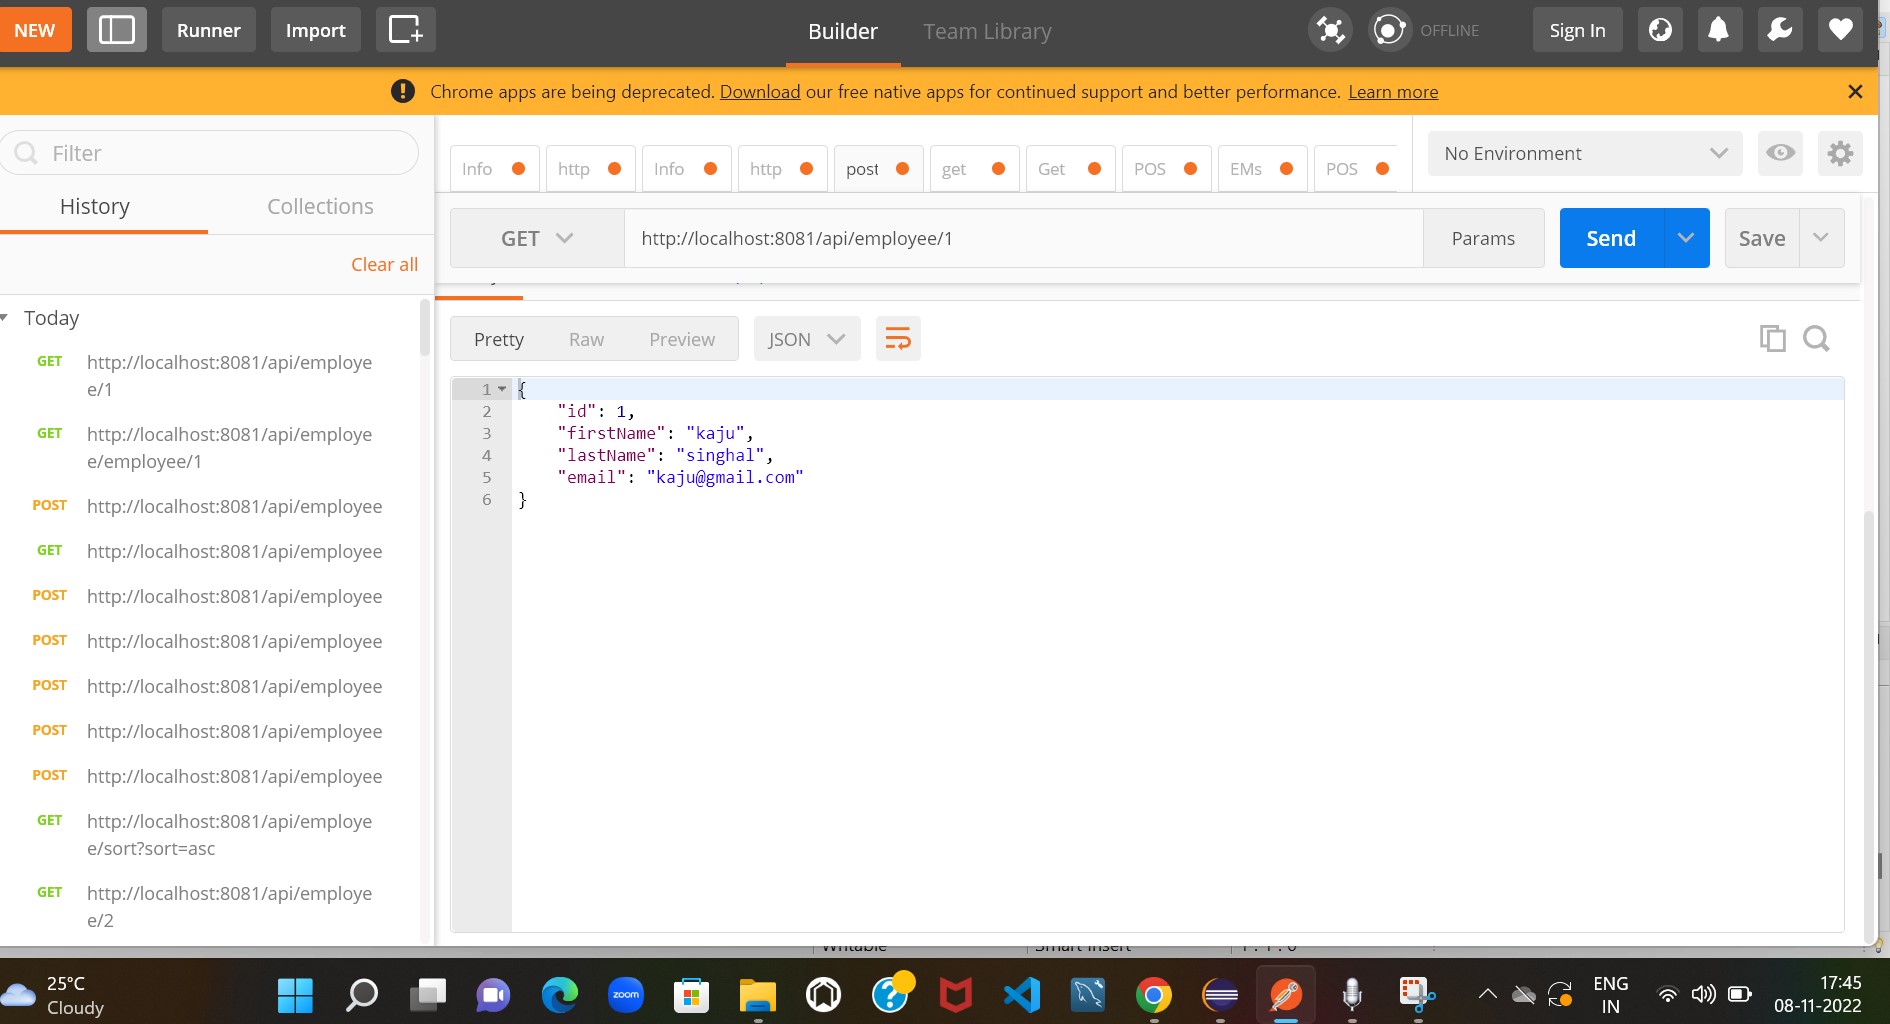 NEW
Runner
Import
Builder
Team Library
OFFLINE
Sign In
Chrome apps are being deprecated. Download our free native apps for continued support and better performance. Learn more
Filter
History
Collections
Clear all
Today
GET http://localhost:8081/api/employe
e/1
GET http://localhost:8081/api/employe
e/employee/1
POST http://localhost:8081/api/employee
GET http://localhost:8081/api/employee
POST http://localhost:8081/api/employee
POST http://localhost:8081/api/employee
POST http://localhost:8081/api/employee
POST http://localhost:8081/api/employee
POST http://localhost:8081/api/employee
GET http://localhost:8081/api/employe
e/sort?sort=asc
GET http://localhost:8081/api/employe
e/2
Info
http
Info
http
post
get
Get
POS
EMs
POS
No Environment
GET
http://localhost:8081/api/employee/1
Params
Send
Save
Pretty
Raw
Preview
JSON
1 {
2 "id": 1,
3 "firstName": "kaju",
4 "lastName": "singhal",
5 "email": "kaju@gmail.com"
6 }
Writable
Smart Insert
25°C
Cloudy
zoom
ENG
IN
17:45
08-11-2022